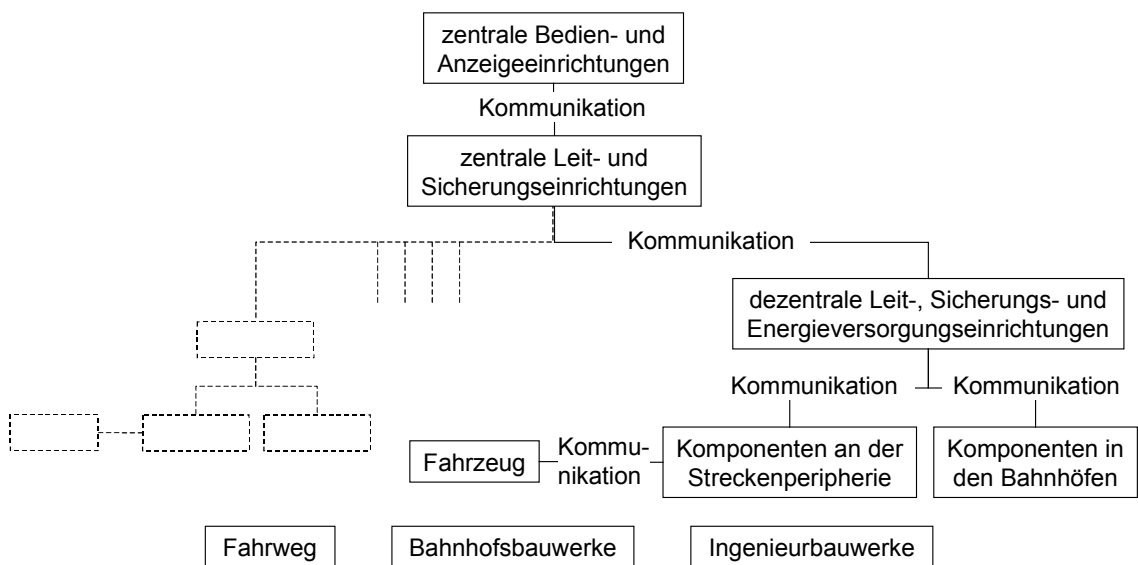 zentrale Bedien- und
Anzeigeeinrichtungen
Kommunikation
zentrale Leit- und
Sicherungseinrichtungen
Kommunikation
dezentrale Leit-, Sicherungs- und
Energieversorgungseinrichtungen
Kommunikation
Kommunikation
Fahrzeug
Kommu-
nikation
Komponenten an der
Streckenperipherie
Komponenten in
den Bahnhöfen
Fahrweg
Bahnhofsbauwerke
Ingenieurbauwerke